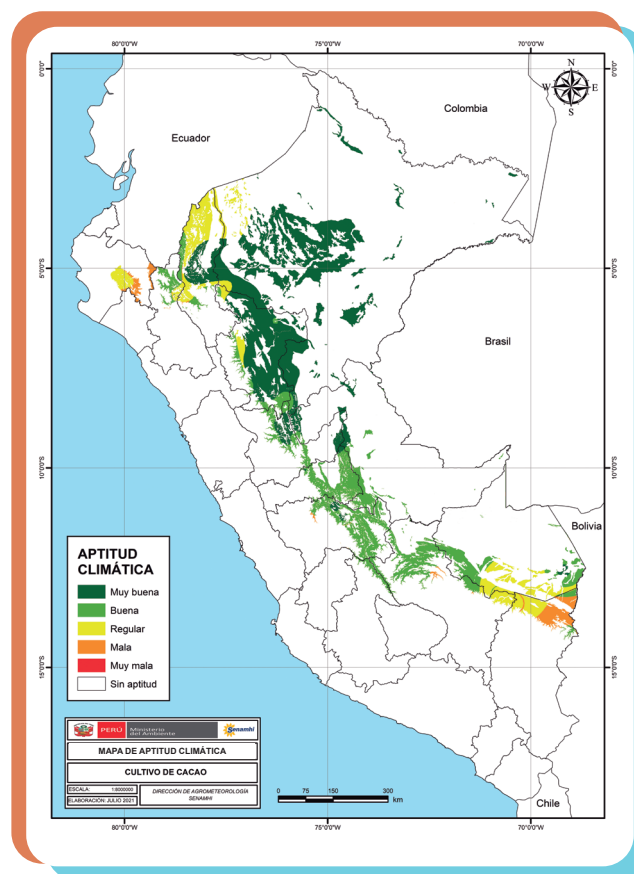 80°0'0"W 75°0'0"W 70°0'0"W
N
W E
S
0°0'0" 0°0'0"
Colombia
Ecuador
5°0'0"S 5°0'0"S
Brasil
10°0'0"S 10°0'0"S
Bolivia
APTITUD
CLIMÁTICA
Muy buena
Buena
Regular
Mala
Muy mala
Sin aptitud
15°0'0"S 15°0'0"S
PERÚ Ministerio
del Ambiente Senamhi
MAPA DE APTITUD CLIMÁTICA
CULTIVO DE CACAO
ESCALA: 1:8000000
ELABORACIÓN: JULIO 2021
DIRECCIÓN DE AGROMETEOROLOGÍA
SENAMHI
0 75 150 300
km
Chile
80°0'0"W 75°0'0"W 70°0'0"W